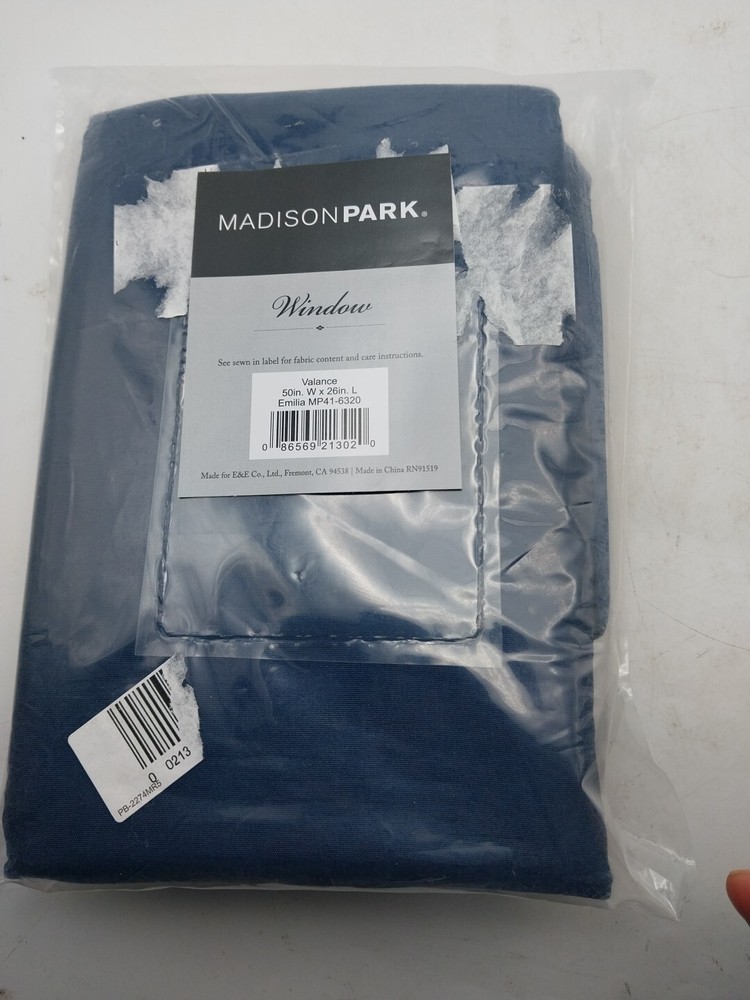 MADISONPARK®
Window
See sewn in label for fabric content and care instructions.
Valance
50in. W x 26in. L
Emilia MP41-6320
0 86569 21302 0
Made for E&E Co., Ltd., Fremont, CA 94538 | Made in China RN91519
0 0213
PB-2274MR5